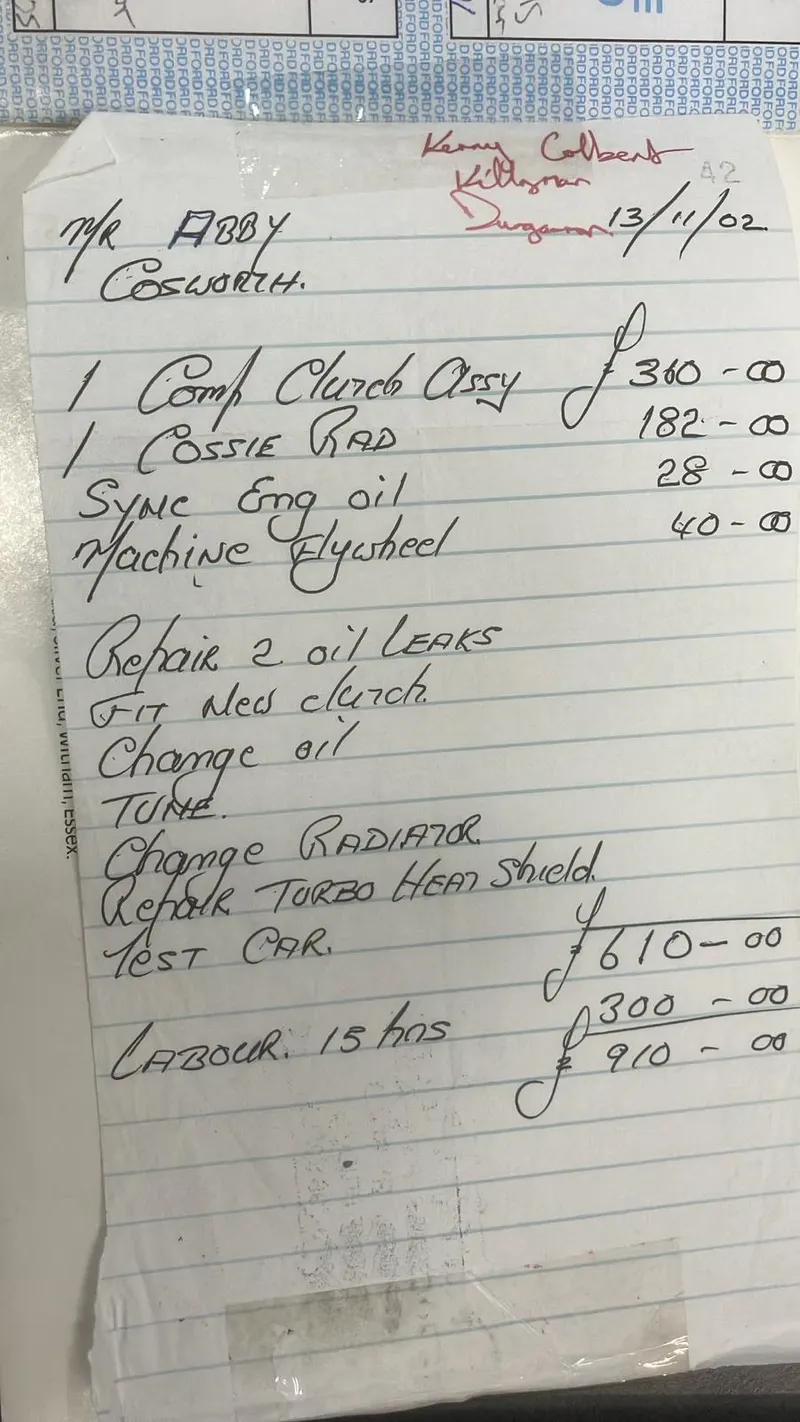 Kenny Colbert
Killyman
Dungannon
42
13/11/02
MR ABBY
COSWORTH.
1 Comp Clutch Assy £ 360-00
1 COSSIE RAD 182-00
SYNC Eng oil 28-00
Machine Flywheel 40-00
Repair 2 oil LEAKS
FIT New clutch.
Change oil
TUNE.
Change RADIATOR.
Repair TURBO HEAT Shield.
TEST CAR.
£ 610-00
LABOUR. 15 hrs 300-00
£ 910-00
Witham, Essex.